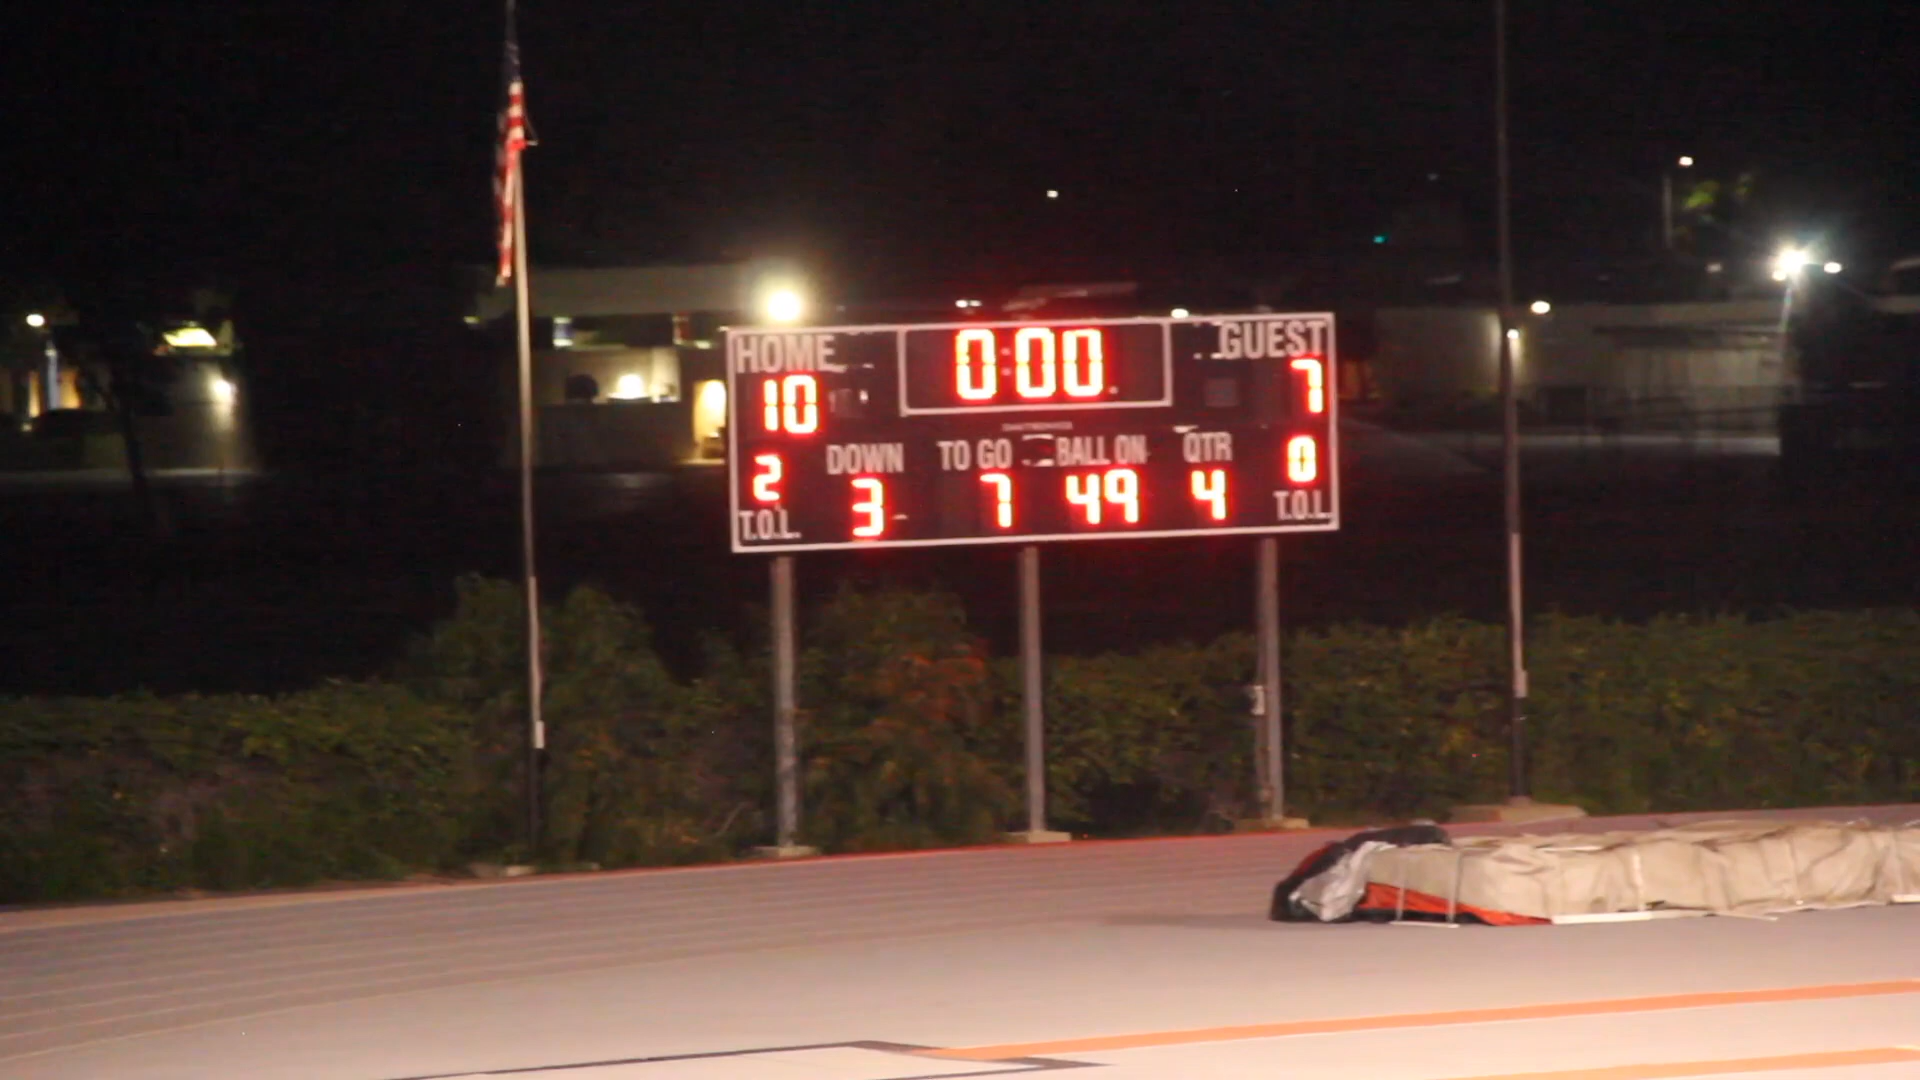 HOME 0:00 GUEST
10 7
DOWN TO GO BALL ON QTR
2 3 7 49 4 0
T.O.L. T.O.L.